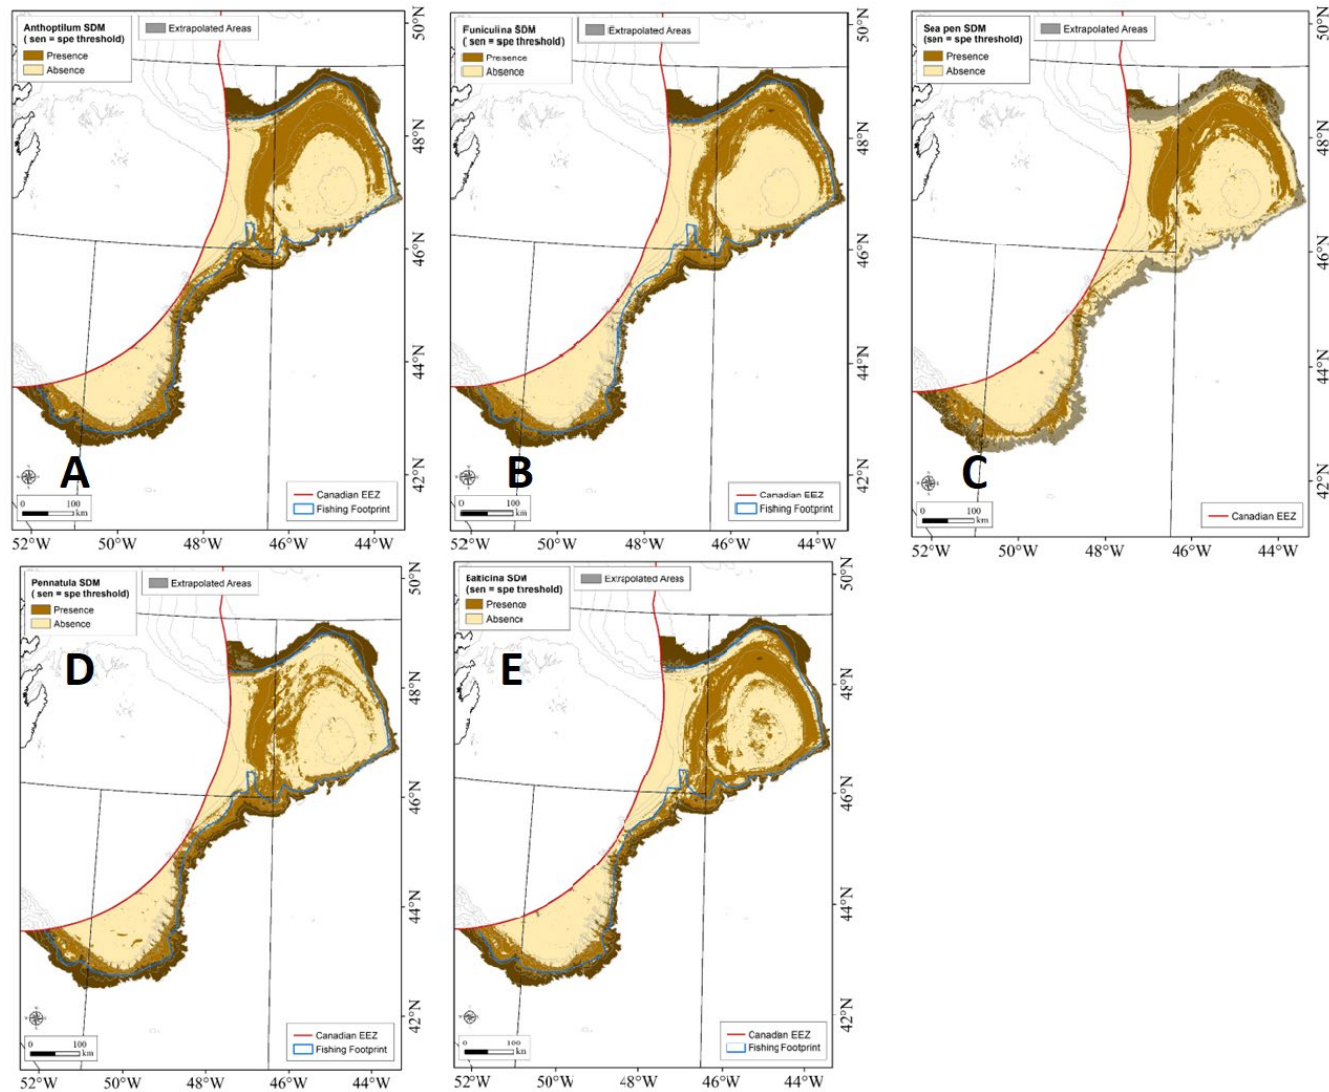 Anthoptilum SDM
( sen = spe threshold)
Presence
Absence
Extrapolated Areas
50°N
48°N
46°N
44°N
42°N
A
0 100
km
Canadian EEZ
Fishing Footprint
52°W 50°W 48°W 46°W 44°W
Funiculina SDM
( sen = spe threshold)
Presence
Absence
Extrapolated Areas
50°N
48°N
46°N
44°N
42°N
B
0 100
km
Canadian EEZ
Fishing Footprint
52°W 50°W 48°W 46°W 44°W
Sea pen SDM
(sen = spe threshold)
Presence
Absence
Extrapolated Areas
50°N
48°N
46°N
44°N
42°N
C
0 100
km
Canadian EEZ
52°W 50°W 48°W 46°W 44°W
Pennatula SDM
( sen = spe threshold)
Presence
Absence
Extrapolated Areas
D
50°N
48°N
46°N
44°N
42°N
0 100
km
Canadian EEZ
Fishing Footprint
52°W 50°W 48°W 46°W 44°W
Balticina SDM
( sen = spe threshold)
Presence
Absence
Extrapolated Areas
E
50°N
48°N
46°N
44°N
42°N
0 100
km
Canadian EEZ
Fishing Footprint
52°W 50°W 48°W 46°W 44°W